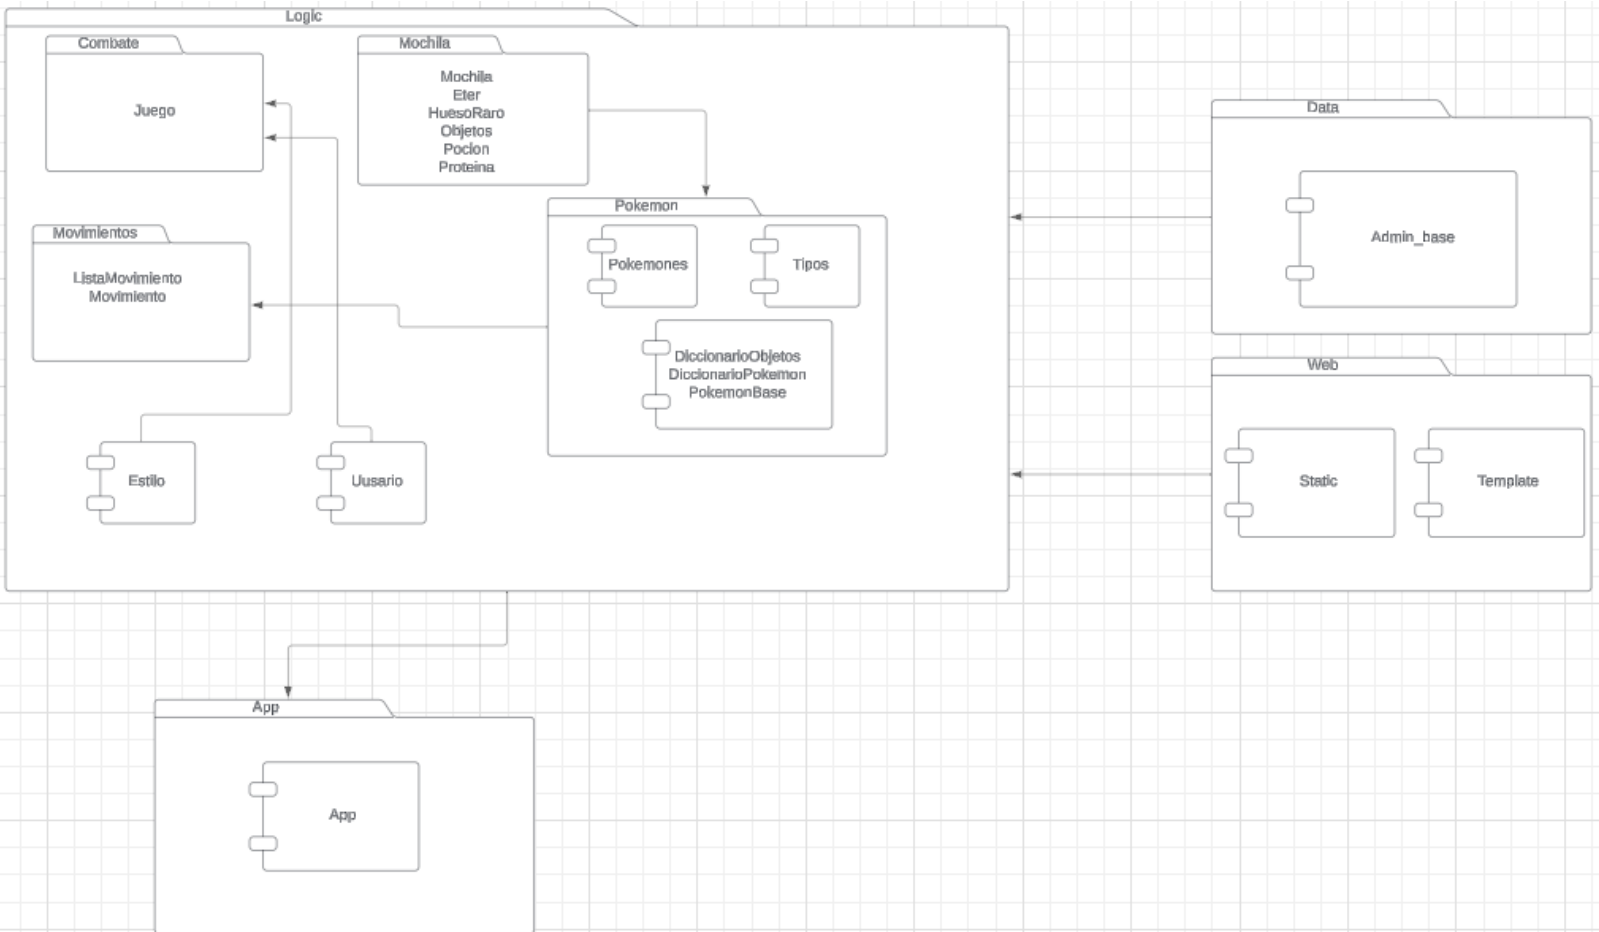 Logic
Combate
Juego
Mochila
Mochila
Eter
HuesoRaro
Objetos
Pocion
Proteina
Movimientos
ListaMovimiento
Movimiento
Pokemon
Pokemones
Tipos
DiccionarioObjetos
DiccionarioPokemon
PokemonBase
Estilo
Uusario
Data
Admin_base
Web
Static
Template
App
App